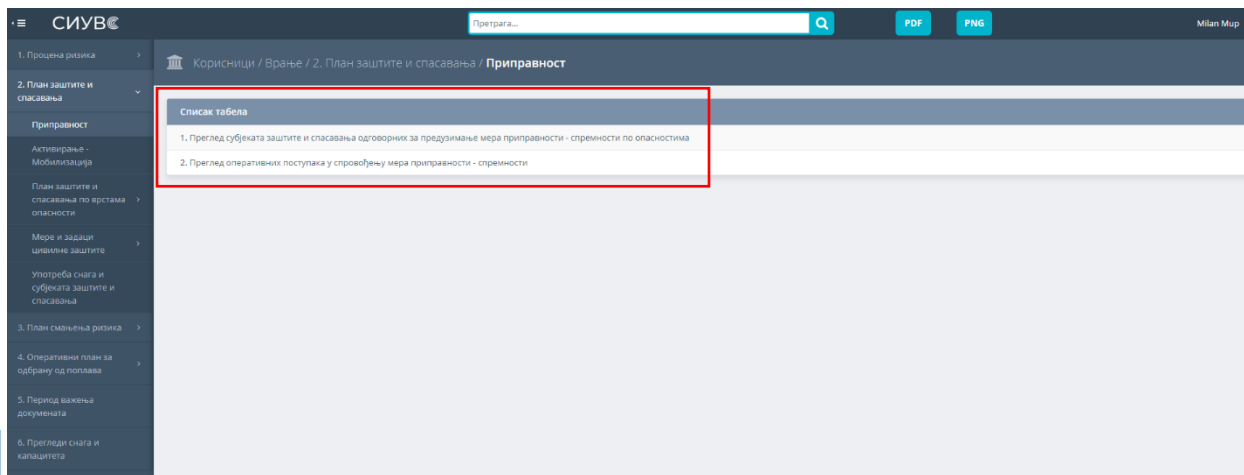 СИУВС
Претрага...
PDF
PNG
Milan Mup
1. Процена ризика
2. План заштите и
спасавања
Приправност
Активирање -
Мобилизација
План заштите и
спасавања по врстама
опасности
Мере и задаци
цивилне заштите
Употреба снага и
субјеката заштите и
спасавања
3. План смањења ризика
4. Оперативни план за
одбрану од поплава
5. Период важења
докумената
6. Прегледи снага и
капацитета
Корисници / Врање / 2. План заштите и спасавања / Приправност
Списак табела
1. Преглед субјеката заштите и спасавања одговорних за предузимање мера приправности - спремности по опасностима
2. Преглед оперативних поступака у спровођењу мера приправности - спремности